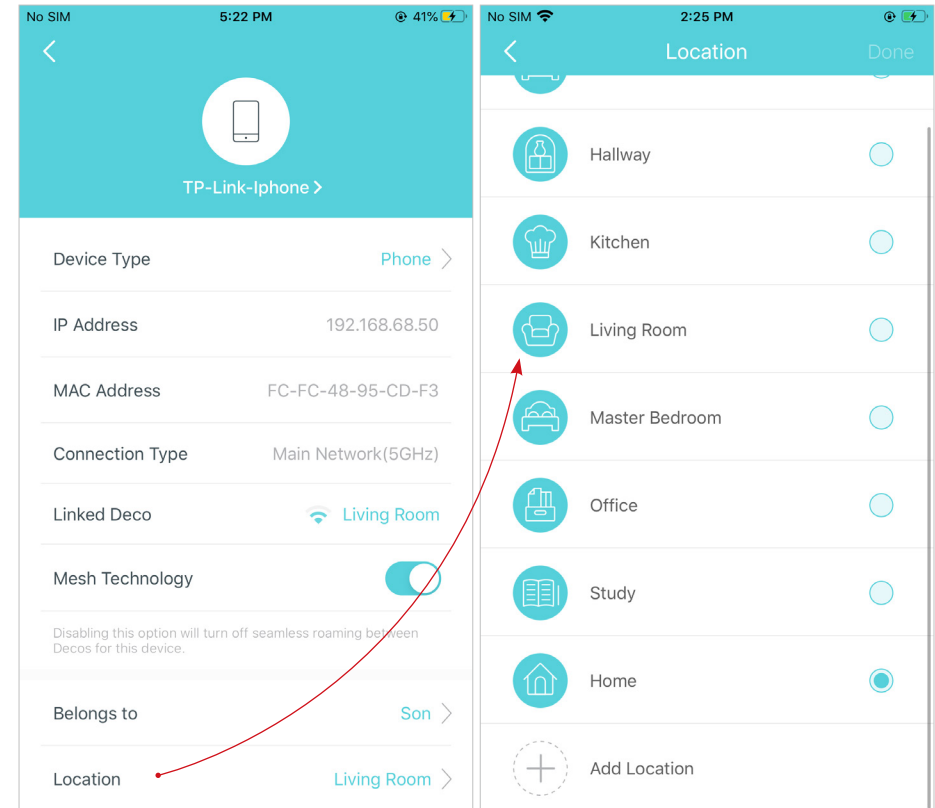 No SIM 5:22 PM 41%
TP-Link-Iphone
Device Type Phone
IP Address 192.168.68.50
MAC Address FC-FC-48-95-CD-F3
Connection Type Main Network(5GHz)
Linked Deco Living Room
Mesh Technology
Disabling this option will turn off seamless roaming between
Decos for this device.
Belongs to Son
Location Living Room
No SIM 2:25 PM
Location Done
Hallway
Kitchen
Living Room
Master Bedroom
Office
Study
Home
Add Location